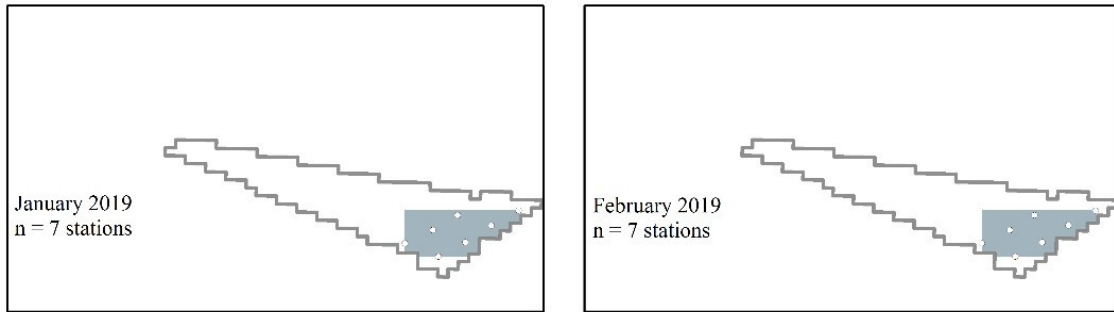 January 2019
n = 7 stations
February 2019
n = 7 stations